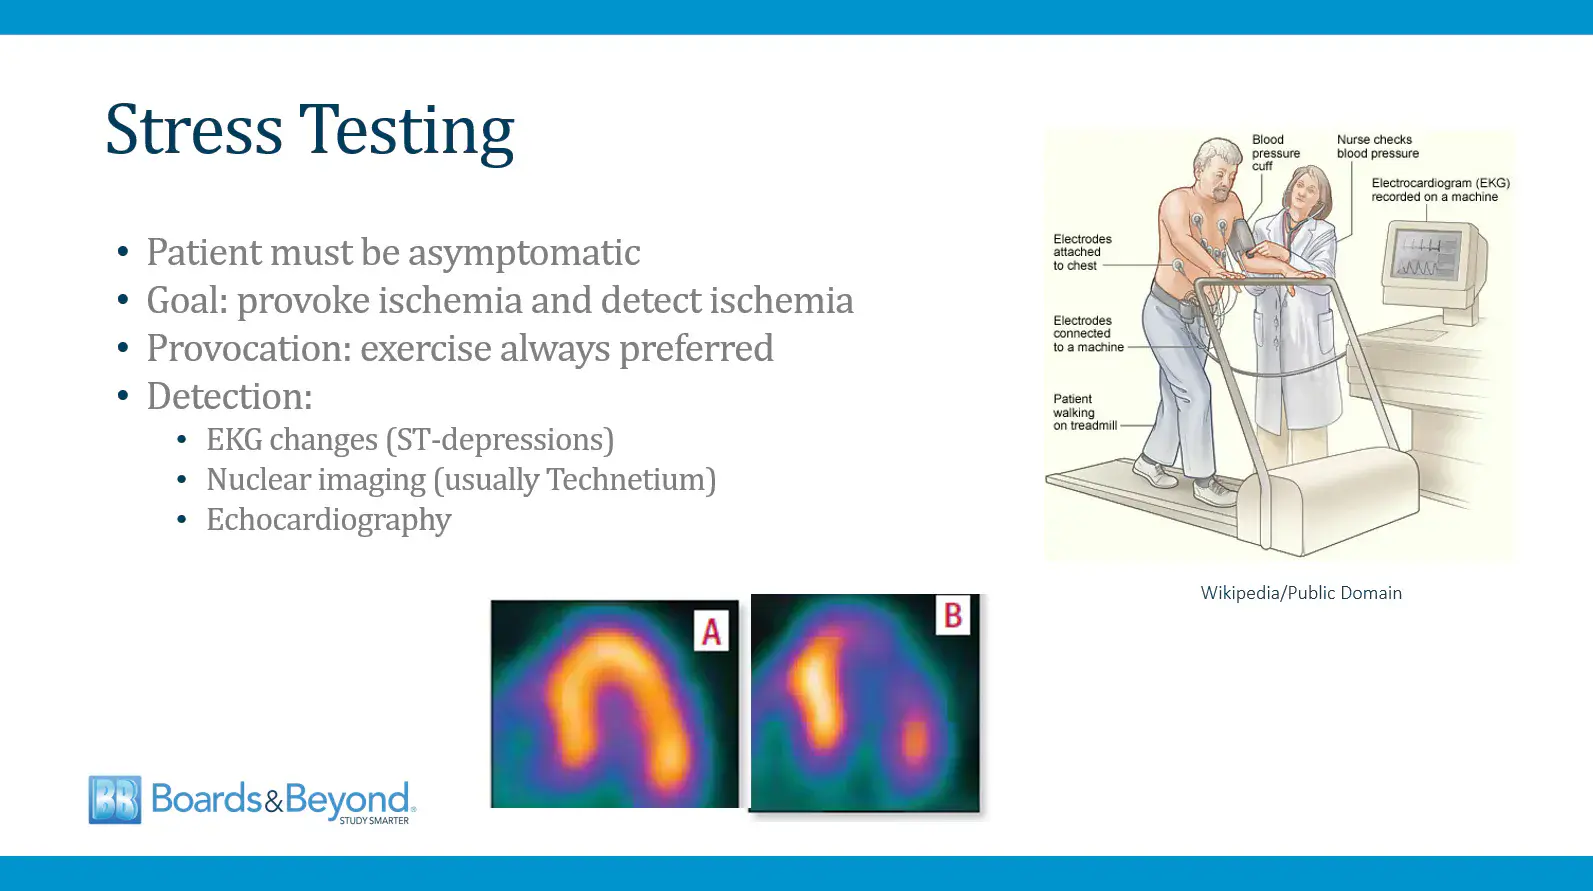 Stress Testing
• Patient must be asymptomatic
• Goal: provoke ischemia and detect ischemia
• Provocation: exercise always preferred
• Detection:
• EKG changes (ST-depressions)
• Nuclear imaging (usually Technetium)
• Echocardiography
Blood
pressure
cuff
Nurse checks
blood pressure
Electrocardiogram (EKG)
recorded on a machine
Electrodes
attached
to chest
Electrodes
connected
to a machine
Patient
walking
on treadmill
Wikipedia/Public Domain
A
B
BB
Boards&Beyond®
STUDY SMARTER